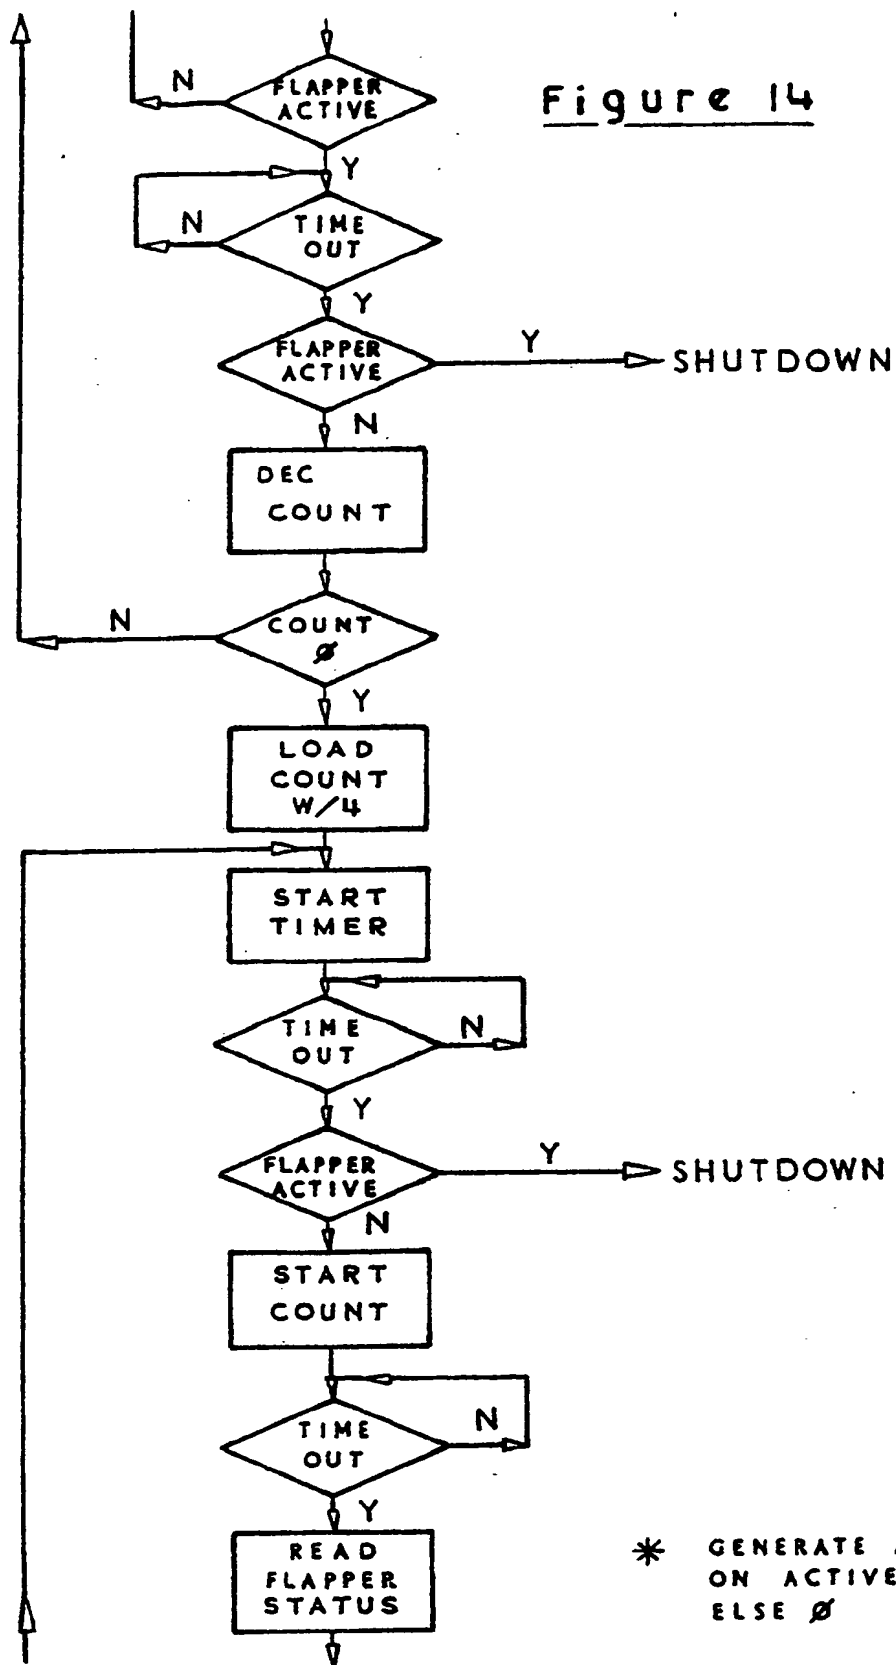 Figure 14
FLAPPER
ACTIVE
N
Y
TIME
OUT
N
Y
FLAPPER
ACTIVE
Y
SHUTDOWN
N
DEC
COUNT
COUNT
Ø
N
Y
LOAD
COUNT
W/4
START
TIMER
TIME
OUT
N
Y
FLAPPER
ACTIVE
Y
SHUTDOWN
N
START
COUNT
TIME
OUT
N
Y
READ
FLAPPER
STATUS
* GENERATE
ON ACTIVE
ELSE Ø